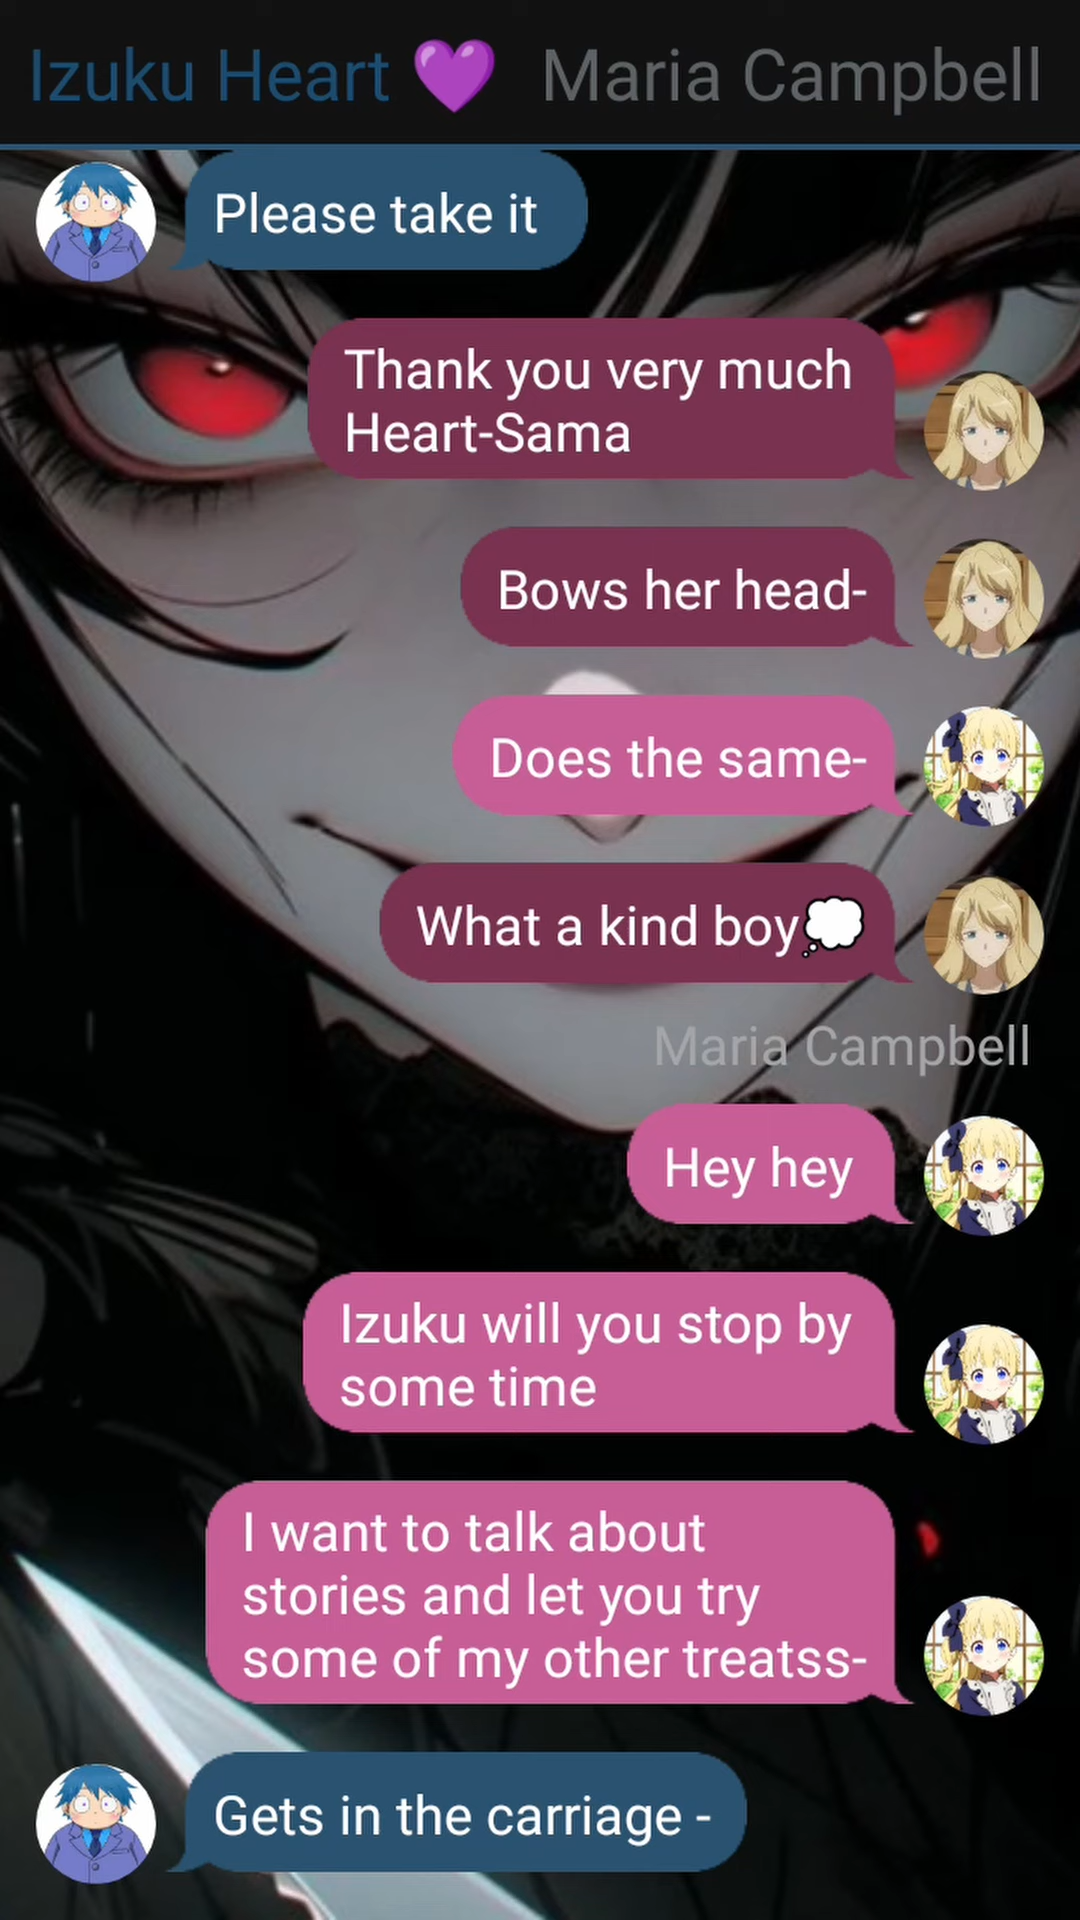 Izuku Heart 💜 Maria Campbell
Please take it
Thank you very much
Heart-Sama
Bows her head-
Does the same-
What a kind boy💭
Maria Campbell
Hey hey
Izuku will you stop by
some time
I want to talk about
stories and let you try
some of my other treatss-
Gets in the carriage -